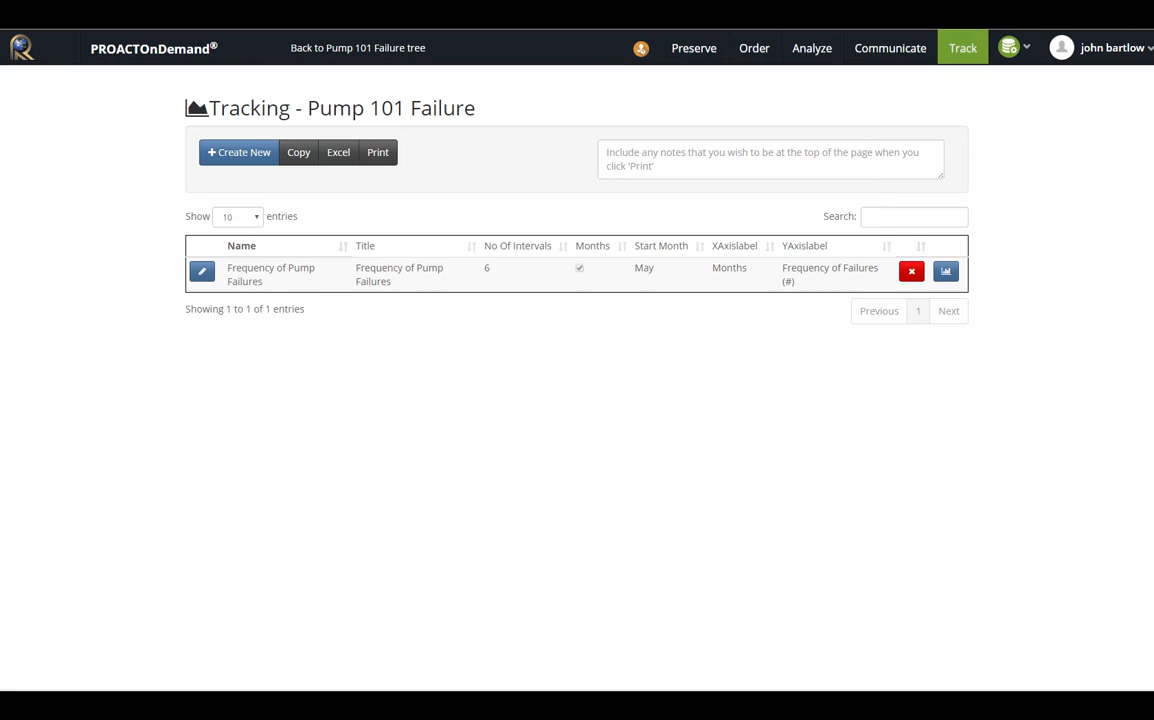 PROACTOnDemand®
Back to Pump 101 Failure tree
Preserve
Order
Analyze
Communicate
Track
john bartlow
Tracking - Pump 101 Failure
Create New
Copy
Excel
Print
Include any notes that you wish to be at the top of the page when you
click 'Print'
Show 10 entries
Search:
Name Title No Of Intervals Months Start Month XAxislabel YAxislabel
Frequency of Pump Frequency of Pump 6 May Months Frequency of Failures
Failures Failures (#)
Showing 1 to 1 of 1 entries
Previous 1 Next